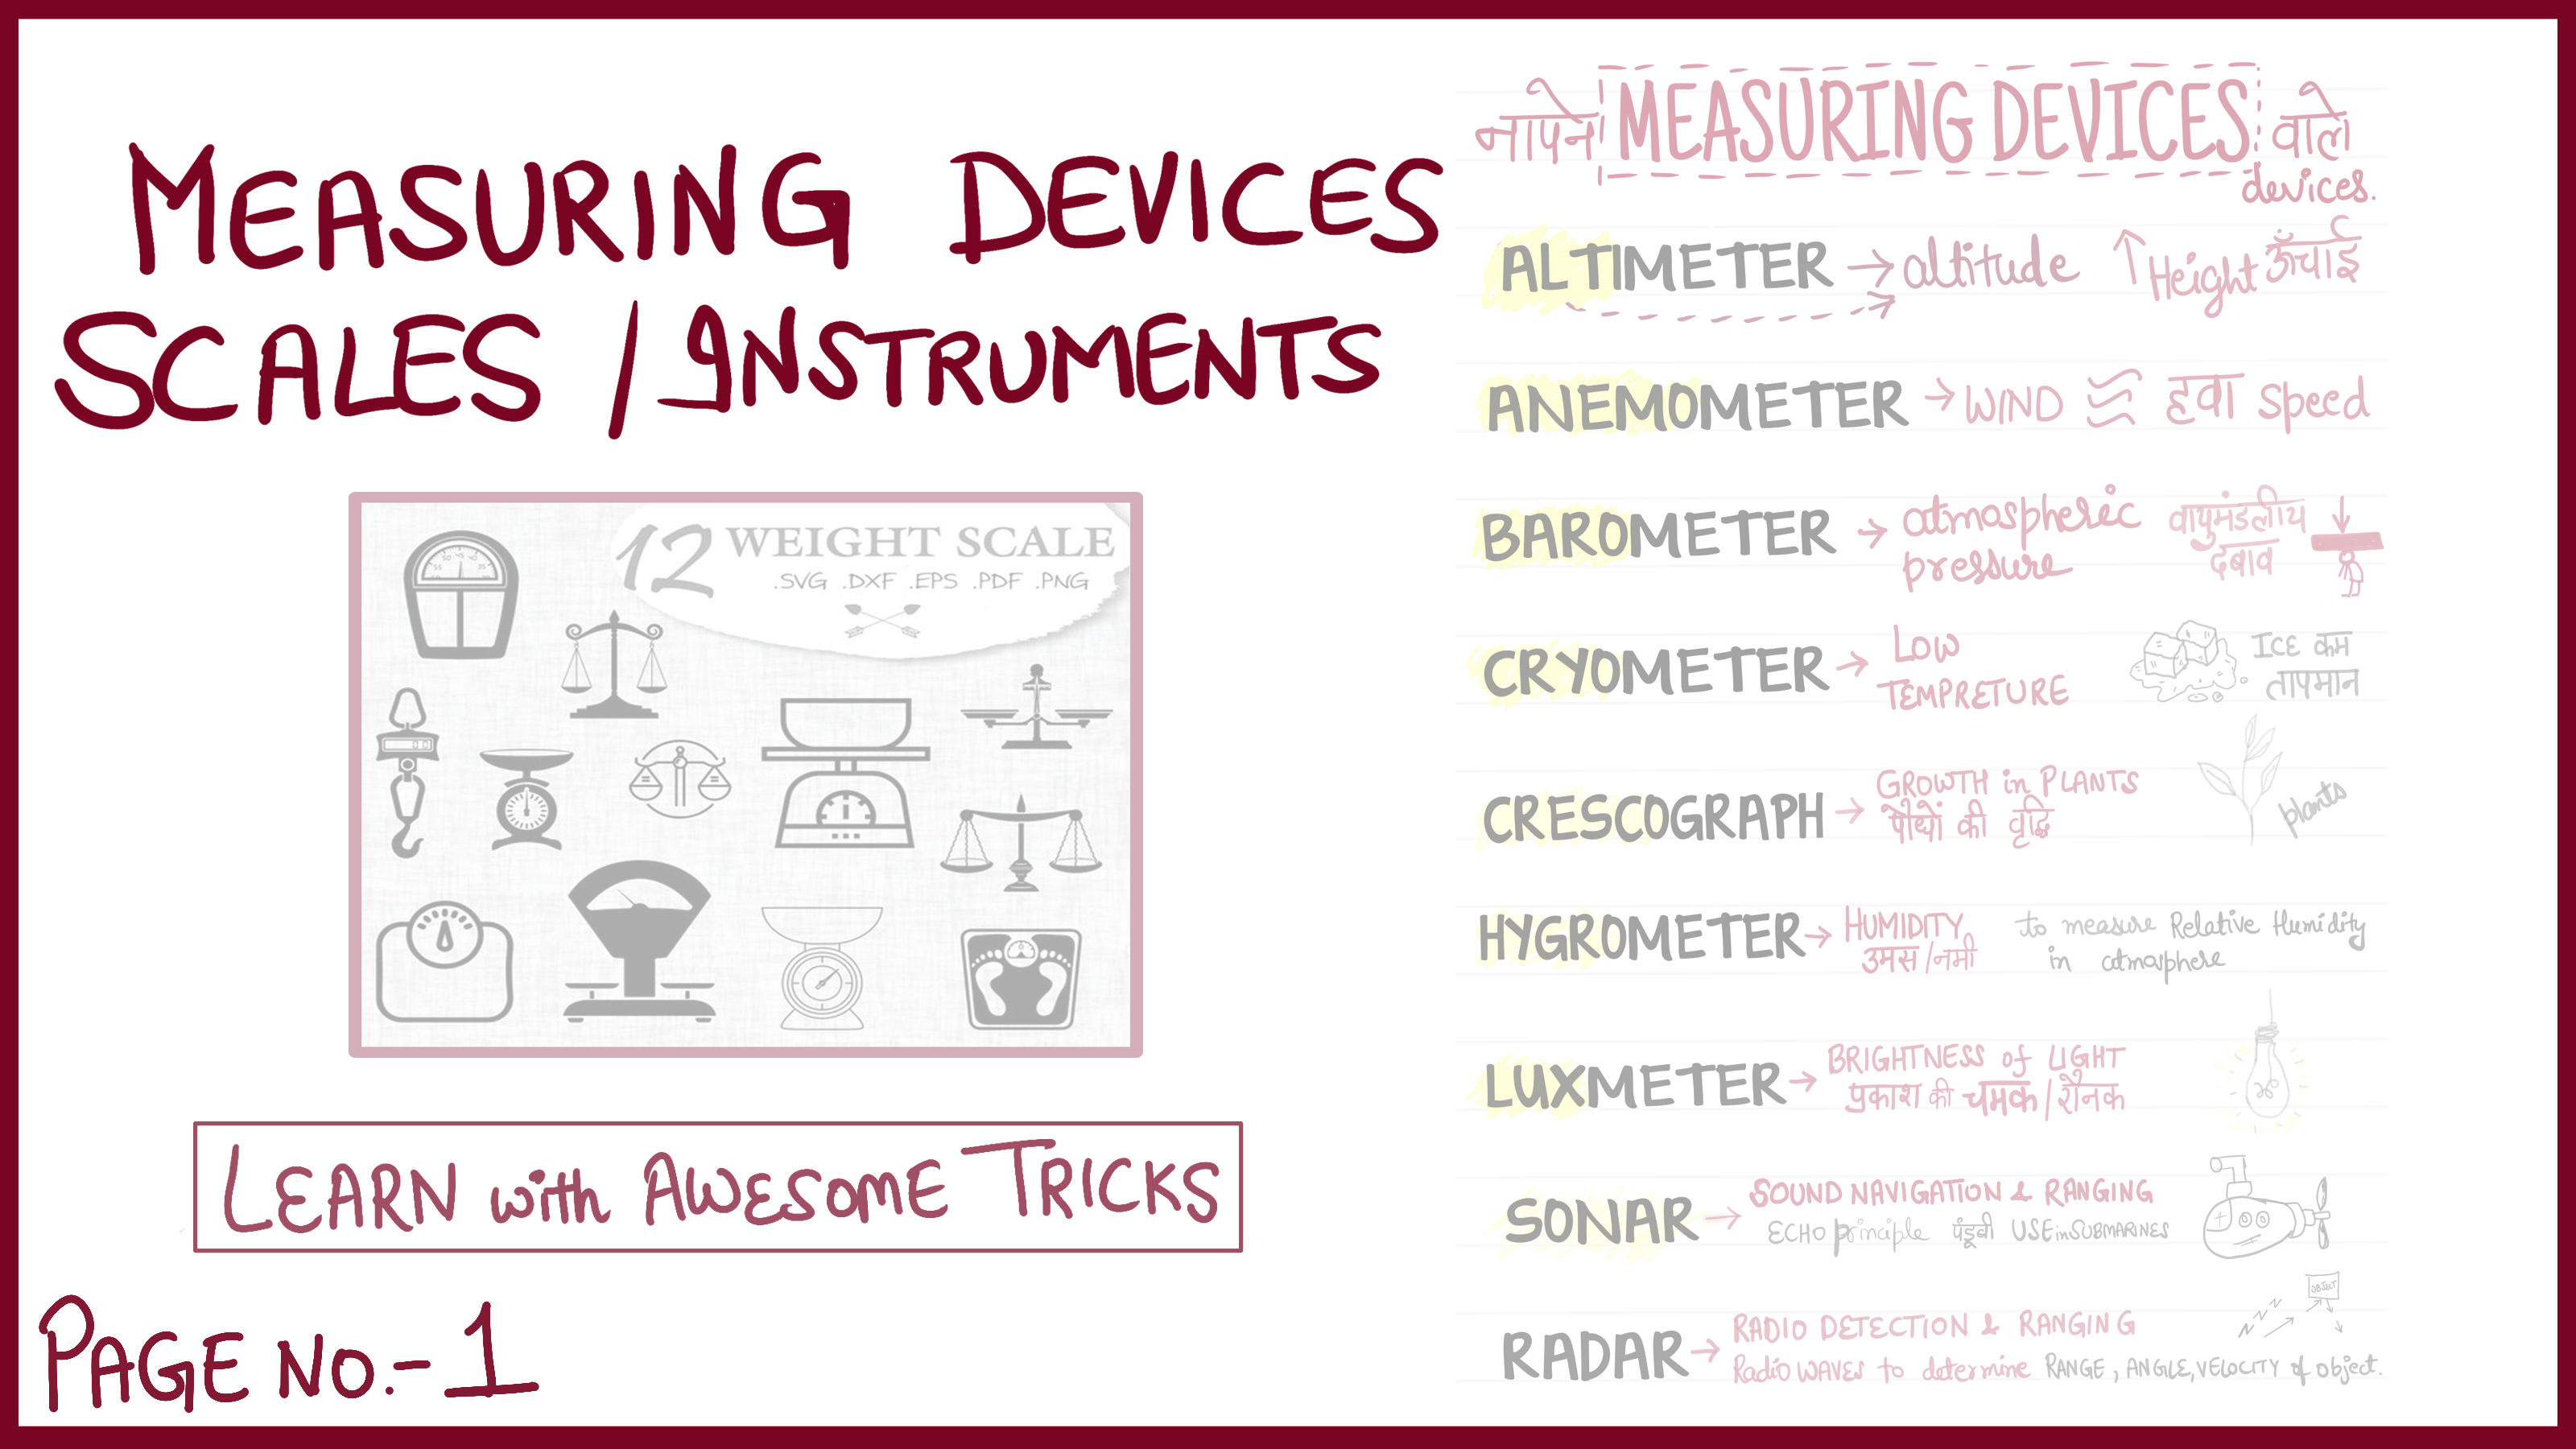 MEASURING DEVICES
SCALES / INSTRUMENTS
12 WEIGHT SCALE
.SVG .DXF .EPS .PDF .PNG
LEARN with AWESOME TRICKS
PAGE NO.-1
नापने MEASURING DEVICES वाले
devices.
ALTIMETER → altitude ↑ Height ऊँचाई
ANEMOMETER → WIND हवा speed
BAROMETER → atmospheric pressure वायुमंडलीय दबाव
CRYOMETER → LOW TEMPRETURE ICE कम तापमान
CRESCOGRAPH → GROWTH in PLANTS
पौधों की वृद्धि
plants
HYGROMETER → HUMIDITY to measure Relative Humidity
उमस/नमी in atmosphere
LUXMETER → BRIGHTNESS of LIGHT
प्रकाश की चमक/रौनक
SONAR → SOUND NAVIGATION & RANGING
ECHO principle पंडूबी USE in SUBMARINES
OBJECT
RADAR → RADIO DETECTION & RANGING
Radio WAVES to determine RANGE, ANGLE, VELOCITY of object.